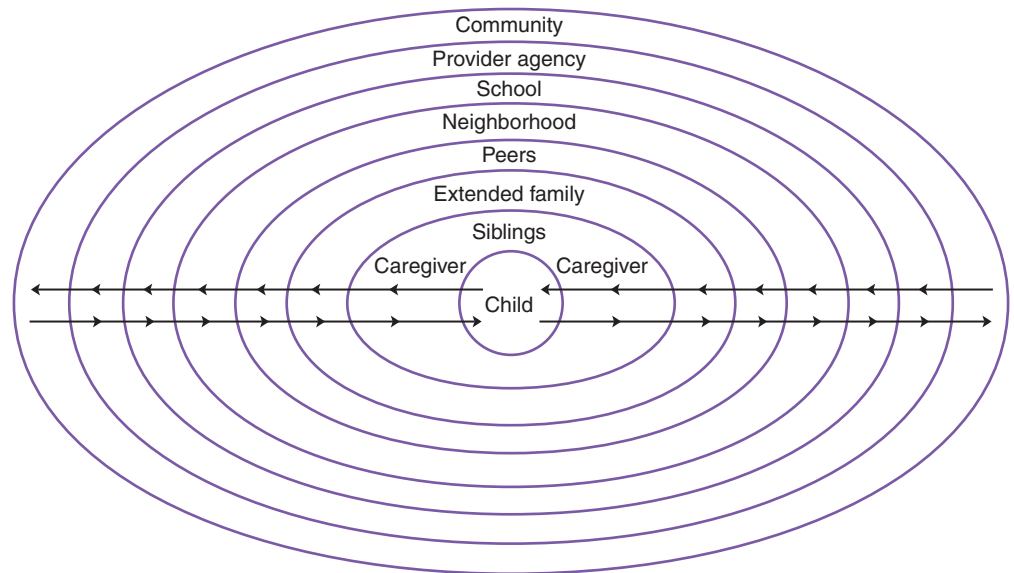 Community
Provider agency
School
Neighborhood
Peers
Extended family
Siblings
Caregiver Caregiver
Child